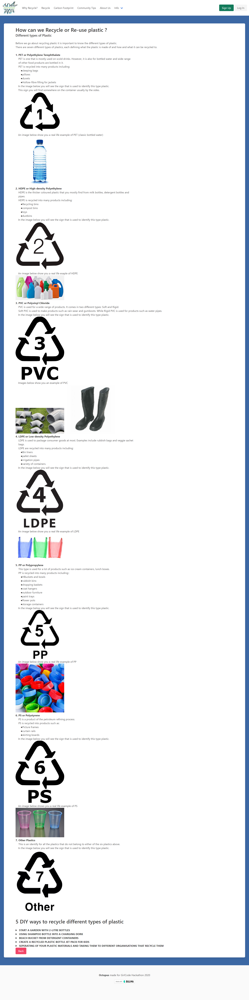 Why Recycle? Recycle Carbon Footprint Community Tips About Us Info Sign Up Log In
How can we Recycle or Re-use plastic ?
Different types of Plastic
Before we go about recycling plastic it is important to know the different types of plastic.
There are seven different types of plastics, each defining what the plastic is made of and how and what it can be recycled to.
1. PET or Polyethylene Terephthalate
PET is one that is mostly used on scold drinks. However, it is also for bottled water and wide range
of other food products are bottled in it.
PET is recycled into many products including:
●sleeping bags
●pillows
●duvets
●Hollow-fibre filling for jackets
In the image below you will see the sign that is used to identify this type plastic.
This sign you will find somewhere on the container usually by the sides.
1
An image below show you a real life example of PET (classic bottled water)
2. HDPE or High-density Polyethylene
HDPE is the thicker coloured plastic that you mostly find from milk bottles, detergent bottles and
pipes.
HDPE is recycled into many products including:
●Recycling bins
●compost bins
●toys
●dustbins
In the image below you will see the sign that is used to identify this type plastic.
2
An image below show you a real life exaple of HDPE
3. PVC or Polyvinyl Chloride
PVC is used for a wide range of products. It comes in two different types: Soft and Rigid.
Soft PVC is used to make products such as rain wear and gumboots. While Rigid PVC is used for products such as water pipes.
In the image below you will see the sign that is used to identify this type plastic.
3
PVC
Images below show you an example of PVC
4. LDPE or Low-density Polyethylene
LDPE is used to package consumer goods at most. Examples include rubbish bags and veggie sachet
bags.
LDPE are recycled into many products including:
●Bin liners
●pallet sheets
●irrigation pipes
●variety of containers.
In the image below you will see the sign that is used to identify this type plastic.
4
LDPE
An image below show you a real life example of LDPE
5. PP or Polypropylene
This type is used for a lot of products such as ice cream containers, lunch boxes.
PP is recycled into many products including::
●HBuckets and bowls
●rubbish bins
●shopping baskets
●coat hangers
●outdoor furniture
●paint trays
●flower pots
●storage containers
In the image below you will see the sign that is used to identify this type plastic.
5
PP
An image below show you a real life example of PP
6. PS or Polystyrene
PS is a product of the petroleum refining process.
PS is recycled into products such as:
●Picture frames
●curtain rails
●skirting boards
In the image below you will see the sign that is used to identify this type plastic.
6
PS
An image below shows you a real life example of PS
7. Other Plastics
This is an identify for all the plastics that do not belong to either of the six plastics above.
In the image below you will see the sign that is used to identify this type plastic.
7
Other
5 DIY ways to recycle different types of plastic
START A GARDEN WITH 2-LITRE BOTTLES
USING SHAMPOO BOTTLE INTO A CHARGING DORK
BEACH BUCKET FROM DETERGENT CONTAINERS
CREATE A RECYCLED PLASTIC BOTTLE JET PACK FOR KIDS
SEPERATING OF YOUR PLASTIC MATERIALS AND TAKING THEM TO DIFFERENT ORGANISATIONS THAT RECYCLE THEM
Back
Octopus made for GirlCode Hackathon 2020
Made with BULMA